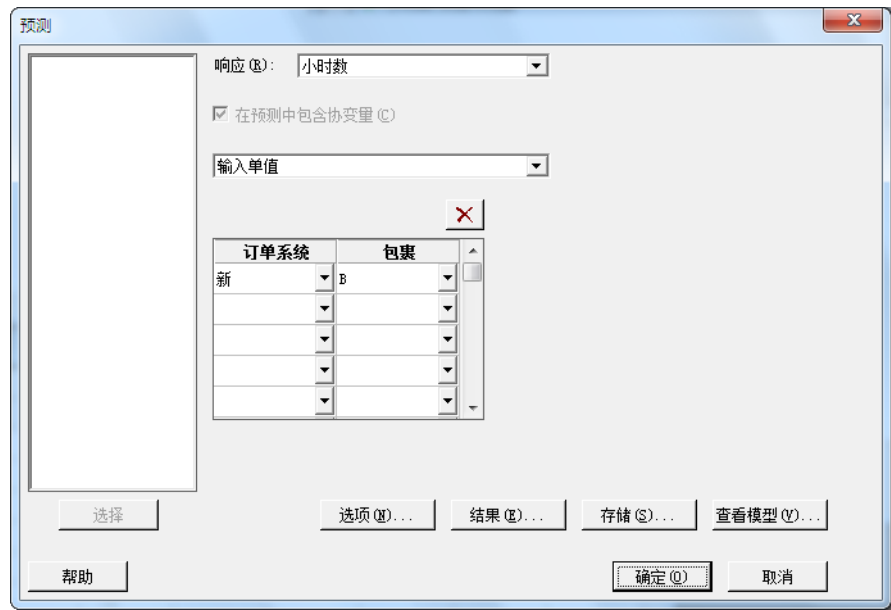 预测
响应(R): 小时数
在预测中包含协变量(C)
输入单值
订单系统 包裹
新 B
选择 选项(N)... 结果(E)... 存储(S)... 查看模型(V)...
帮助 确定(O) 取消